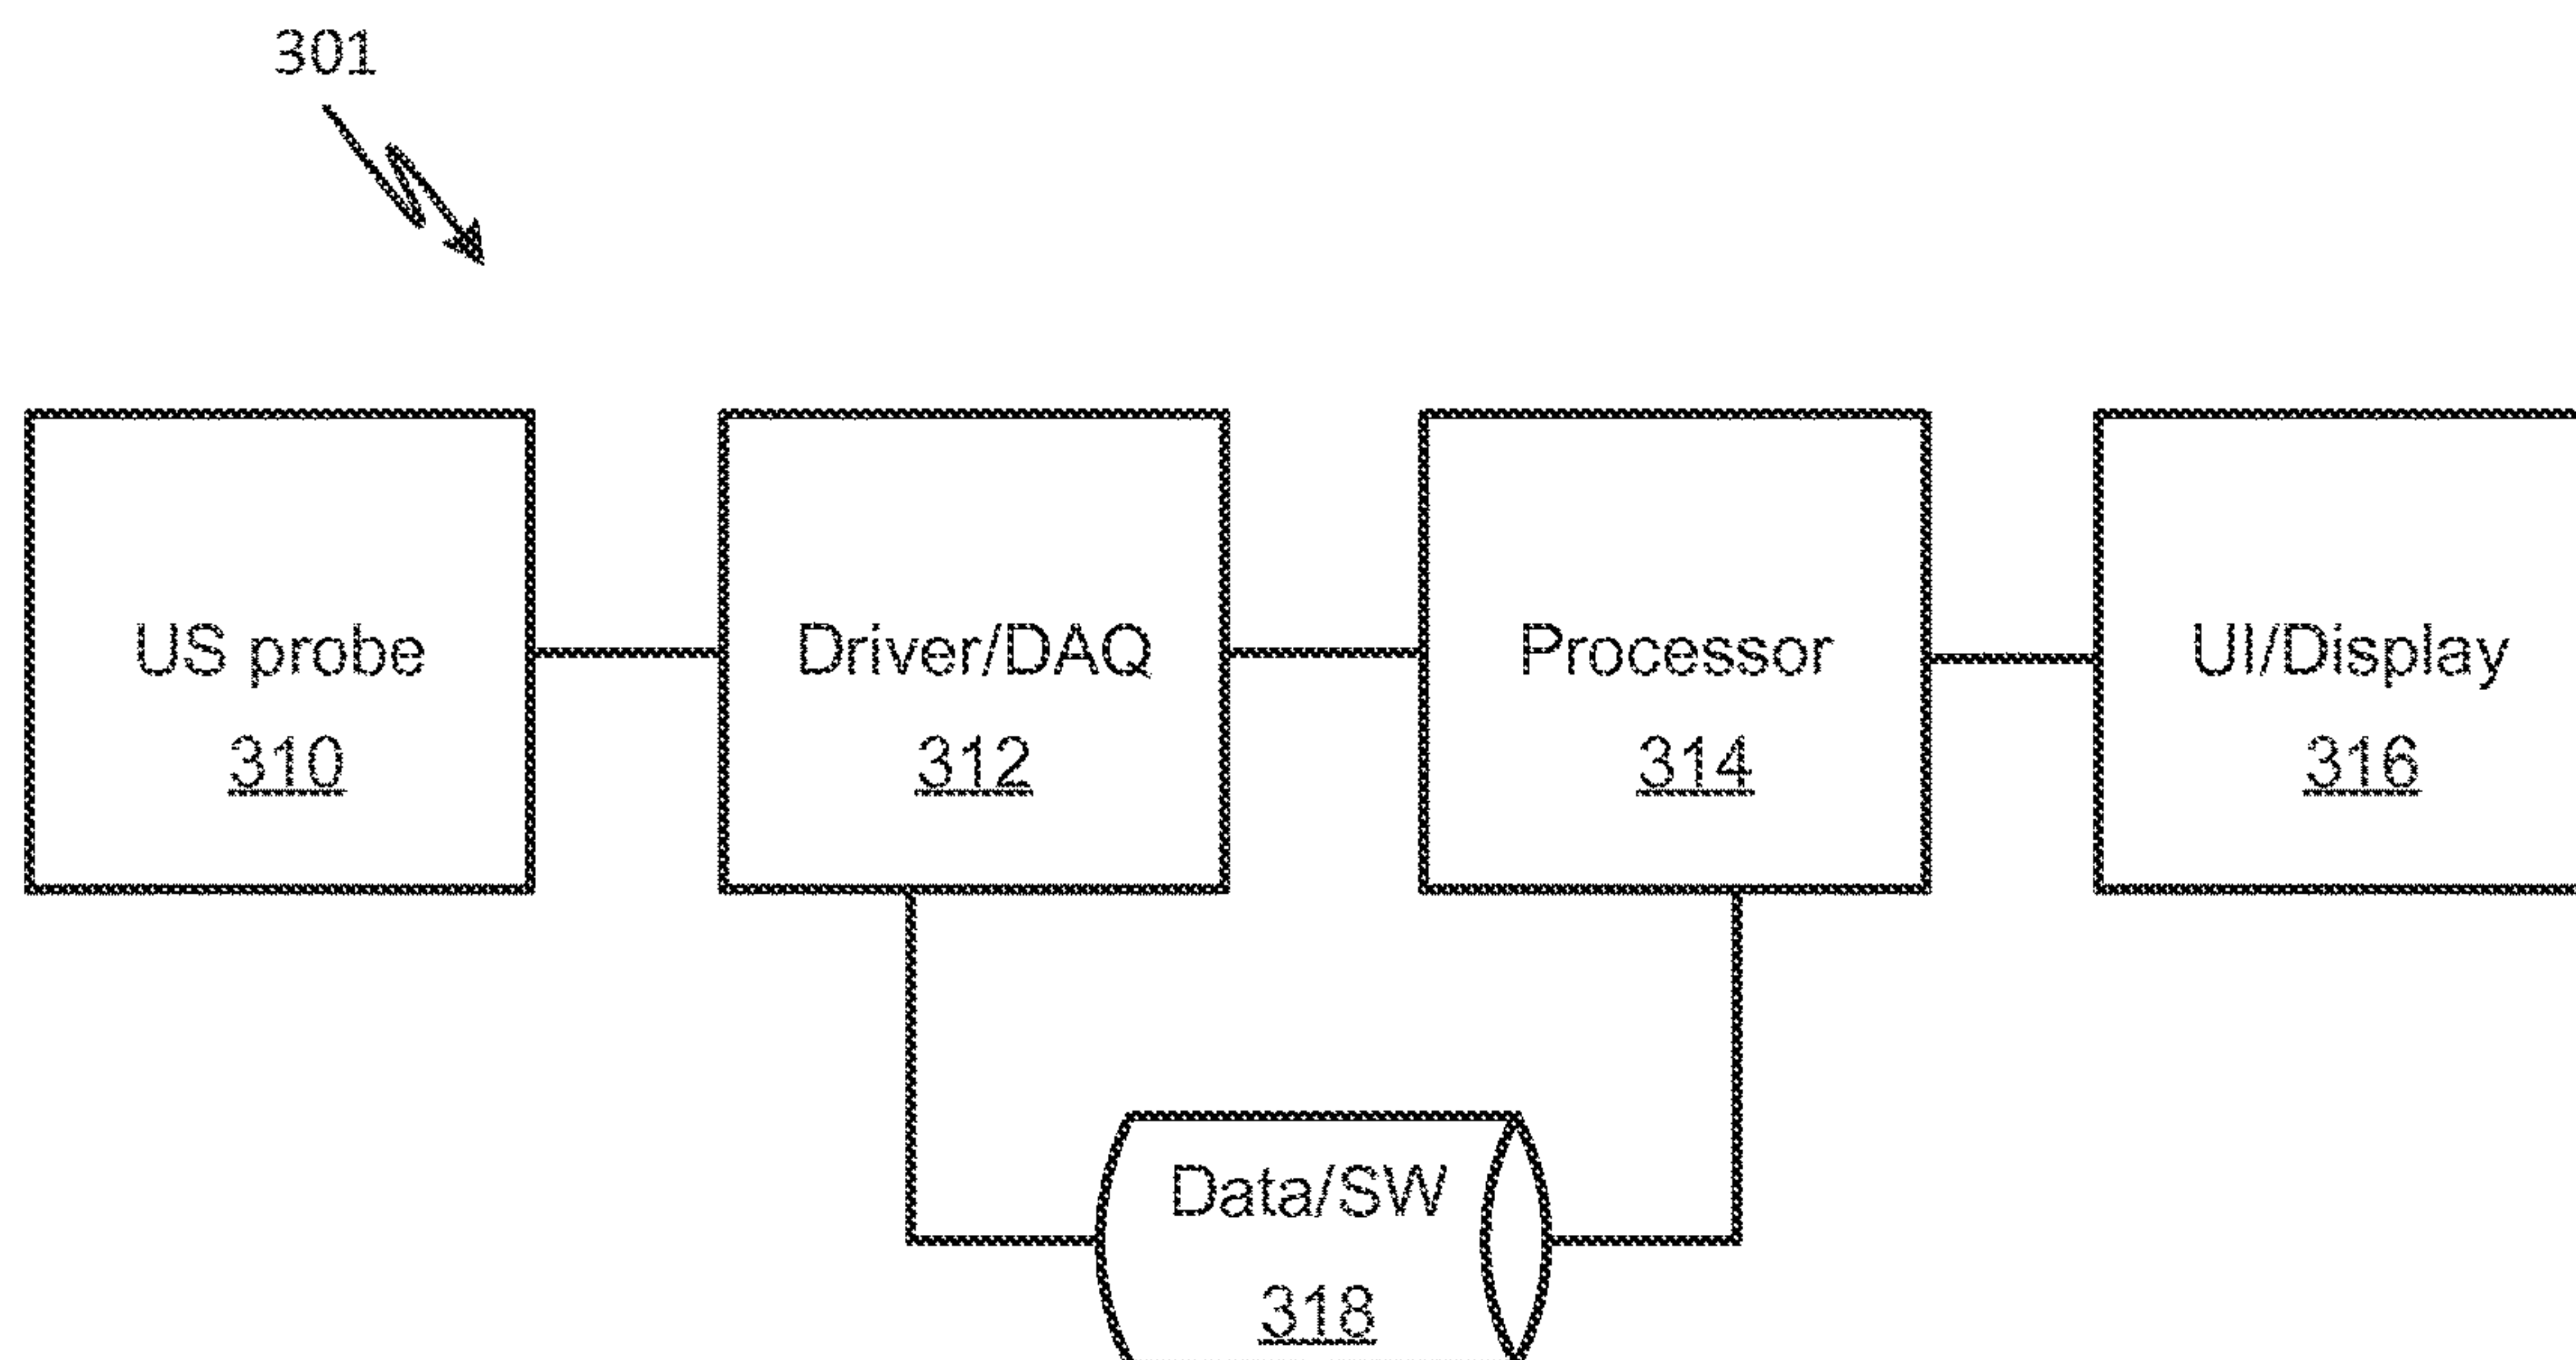 301
US probe
310
Driver/DAQ
312
Processor
314
UI/Display
316
Data/SW
318